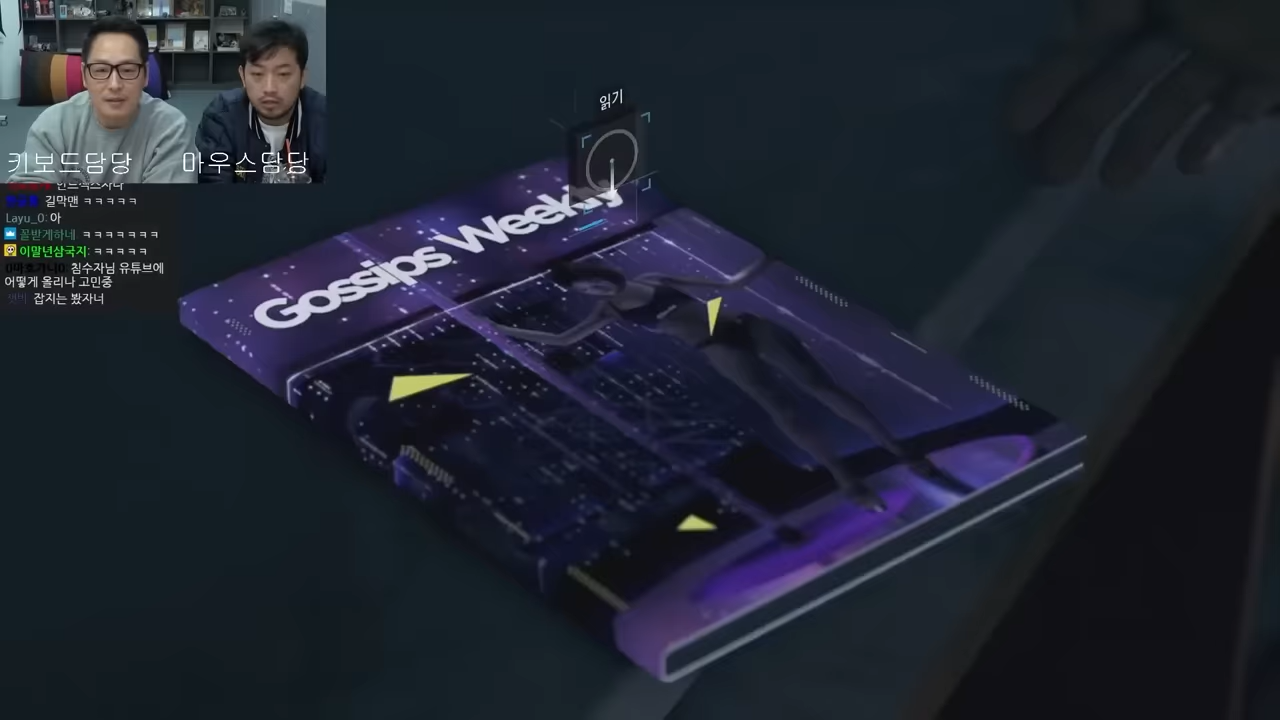 읽기
Gossips Weekly
키보드담당
마우스담당
길막맨 ㅋㅋㅋㅋㅋ
Layu_0: 아
꼴받게하네 ㅋㅋㅋㅋㅋㅋㅋ
이말년삼국지: ㅋㅋㅋㅋㅋ
침수자님 유튜브에
어떻게 올리나 고민중
잡지는 봤자너